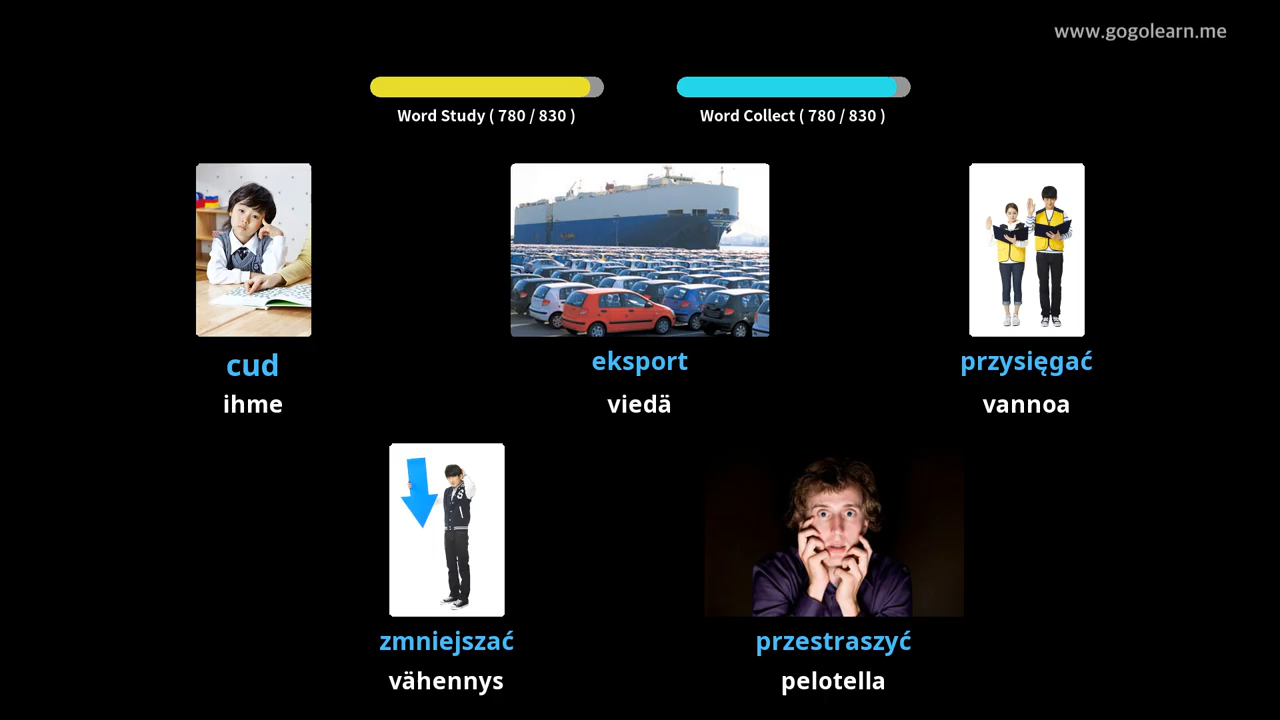 www.gogolearn.me
Word Study ( 780 / 830 )
Word Collect ( 780 / 830 )
cud
ihme
eksport
viedä
przysięgać
vannoa
zmniejszać
vähennys
przestraszyć
pelotella